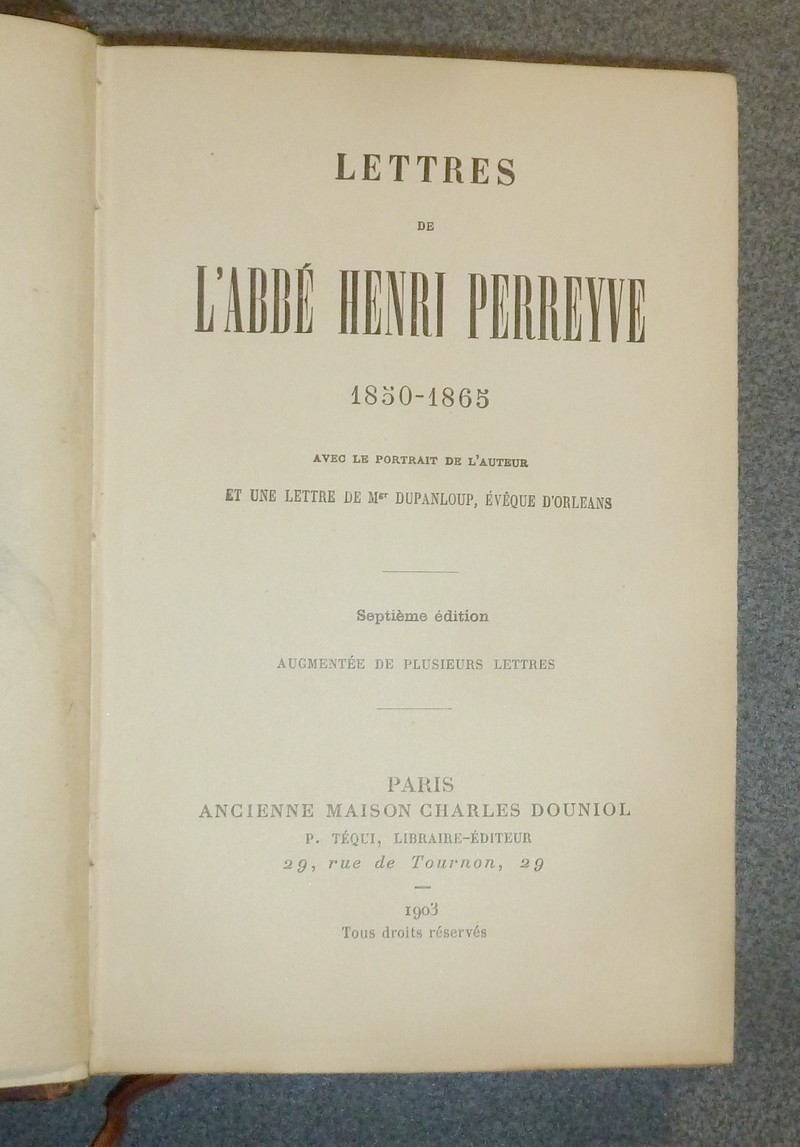 LETTRES
DE
L'ABBÉ HENRI PERREYVE
1850-1865
AVEC LE PORTRAIT DE L'AUTEUR
ET UNE LETTRE DE Mgr DUPANLOUP, ÉVÊQUE D'ORLEANS
Septième édition
AUGMENTÉE DE PLUSIEURS LETTRES
PARIS
ANCIENNE MAISON CHARLES DOUNIOL
P. TÉQUI, LIBRAIRE-ÉDITEUR
29, rue de Tournon, 29
1903
Tous droits réservés